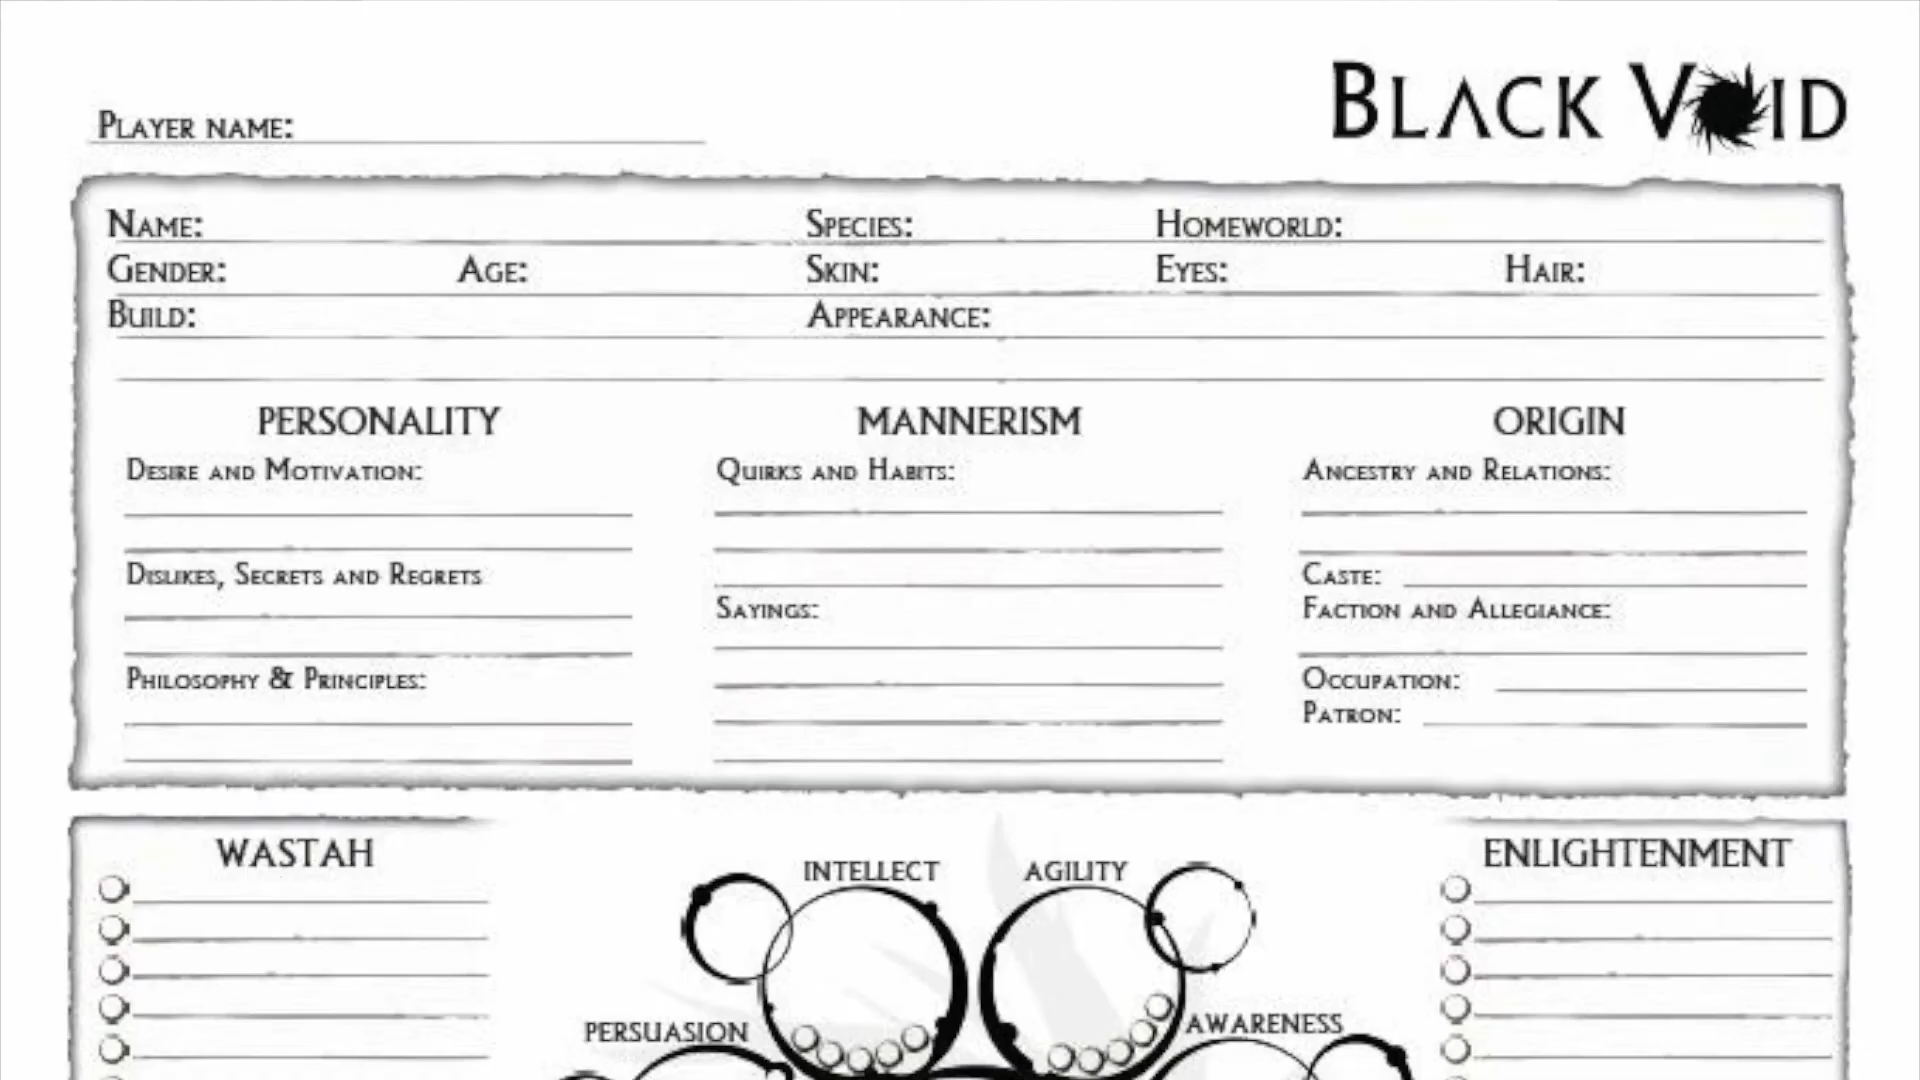 BLACK VOID
PLAYER NAME:
NAME: SPECIES: HOMEWORLD:
GENDER: AGE: SKIN: EYES: HAIR:
BUILD: APPEARANCE:
PERSONALITY MANNERISM ORIGIN
DESIRE AND MOTIVATION: QUIRKS AND HABITS: ANCESTRY AND RELATIONS:
DISLIKES, SECRETS AND REGRETS CASTE:
SAYINGS: FACTION AND ALLEGIANCE:
PHILOSOPHY & PRINCIPLES: OCCUPATION:
PATRON:
WASTAH ENLIGHTENMENT
INTELLECT AGILITY
PERSUASION AWARENESS